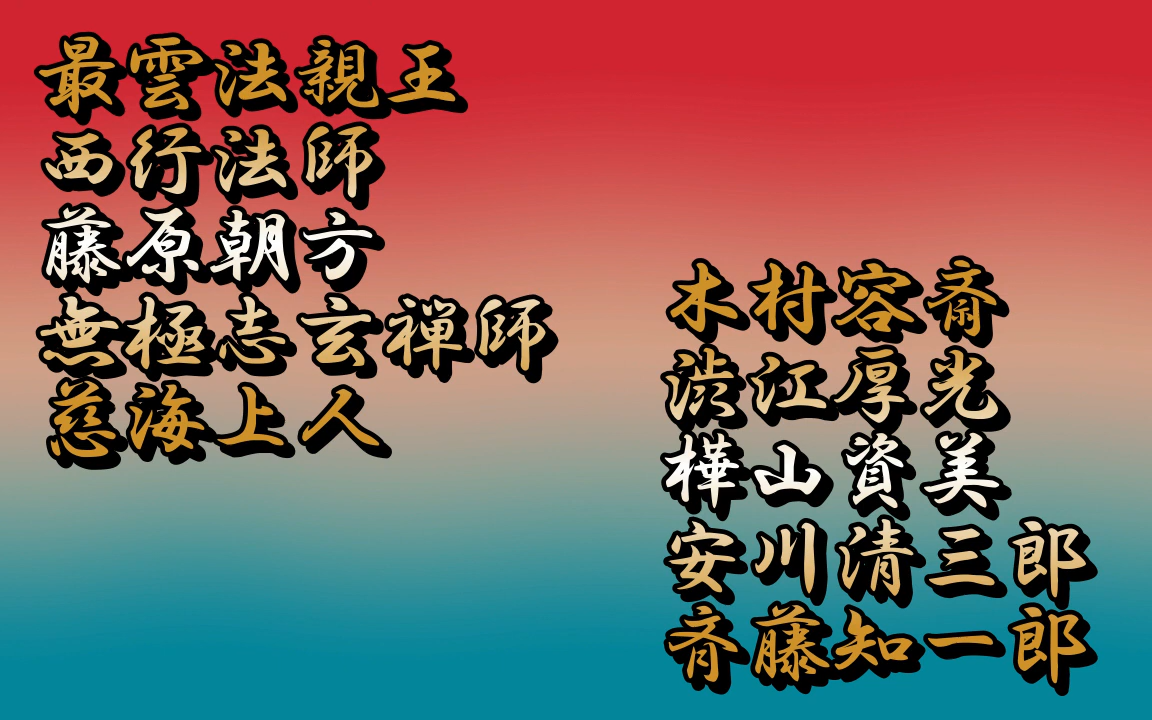 最雲法親王
西行法師
藤原朝方
無極志玄禅師
慈海上人
木村容斎
渋江厚光
樺山資美
安川清三郎
斉藤知一郎